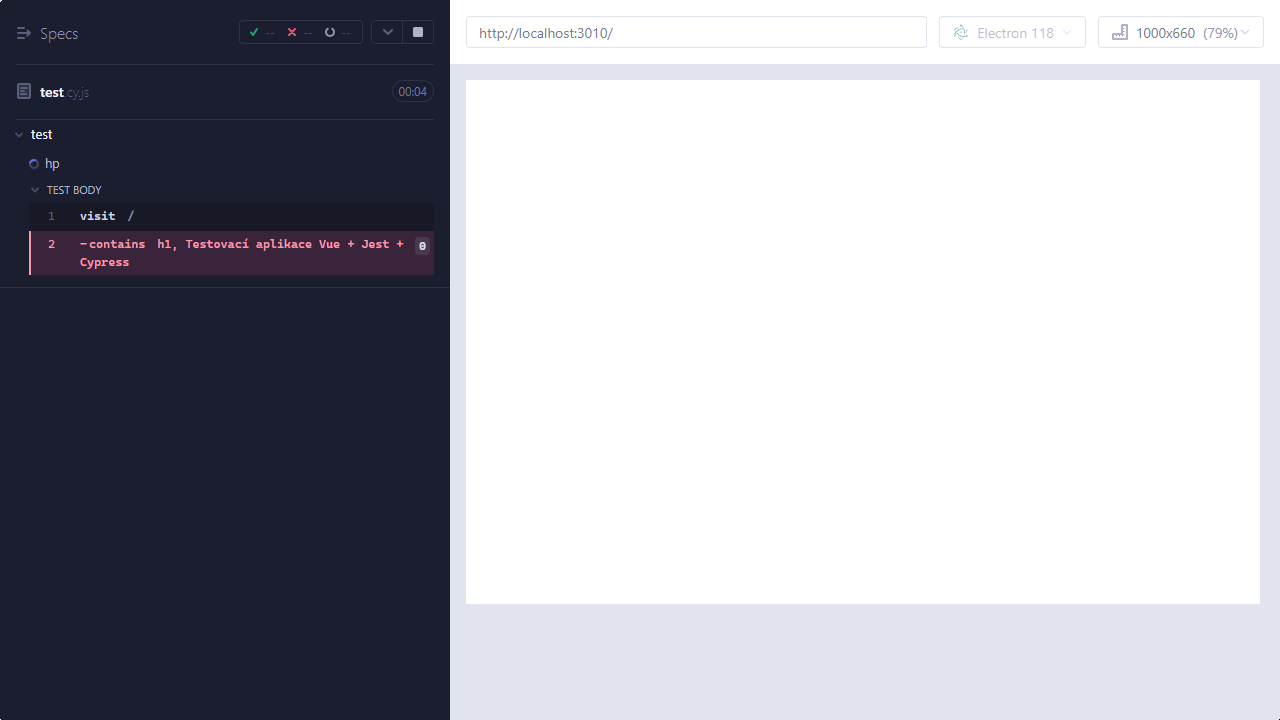 Specs
-- -- --
test.cy.js
00:04
test
hp
TEST BODY
1 visit /
2 -contains h1, Testovací aplikace Vue + Jest + 0
Cypress
http://localhost:3010/
Electron 118
1000x660 (79%)